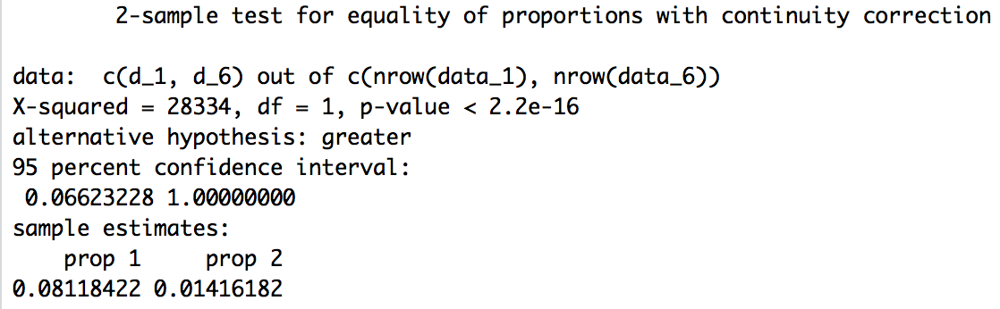 2-sample test for equality of proportions with continuity correction
data:  c(d_1, d_6) out of c(nrow(data_1), nrow(data_6))
X-squared = 28334, df = 1, p-value < 2.2e-16
alternative hypothesis: greater
95 percent confidence interval:
 0.06623228 1.00000000
sample estimates:
    prop 1     prop 2
0.08118422 0.01416182